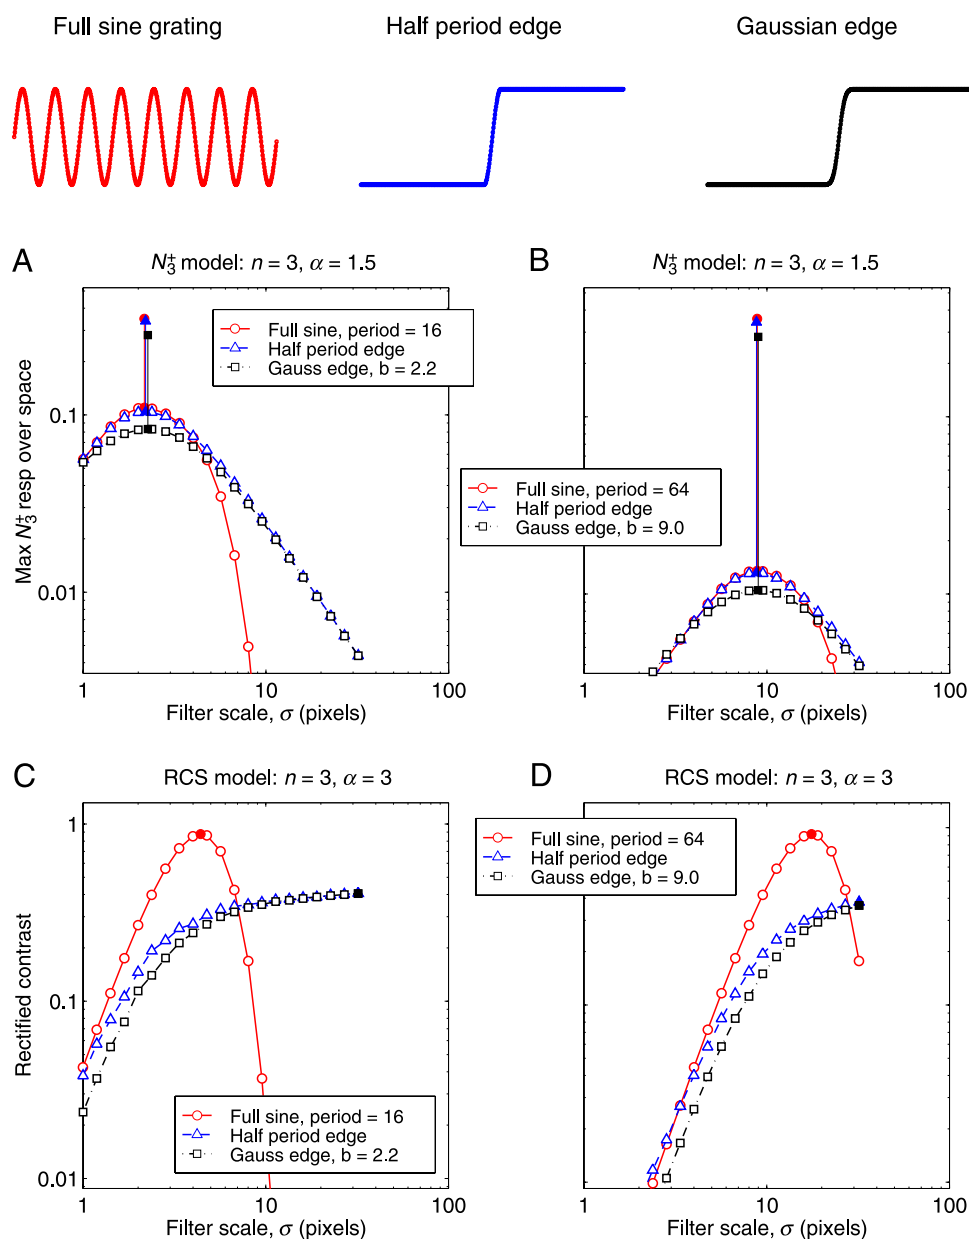 Full sine grating
Half period edge
Gaussian edge
A
N₃⁺ model: n = 3, α = 1.5
B
N₃⁺ model: n = 3, α = 1.5
Max N₃⁺ resp over space
0.1
0.01
Full sine, period = 16
Half period edge
Gauss edge, b = 2.2
1
10
100
Filter scale, σ (pixels)
Full sine, period = 64
Half period edge
Gauss edge, b = 9.0
1
10
100
Filter scale, σ (pixels)
C
RCS model: n = 3, α = 3
D
RCS model: n = 3, α = 3
Rectified contrast
1
0.1
0.01
Full sine, period = 16
Half period edge
Gauss edge, b = 2.2
1
10
100
Filter scale, σ (pixels)
Full sine, period = 64
Half period edge
Gauss edge, b = 9.0
1
10
100
Filter scale, σ (pixels)